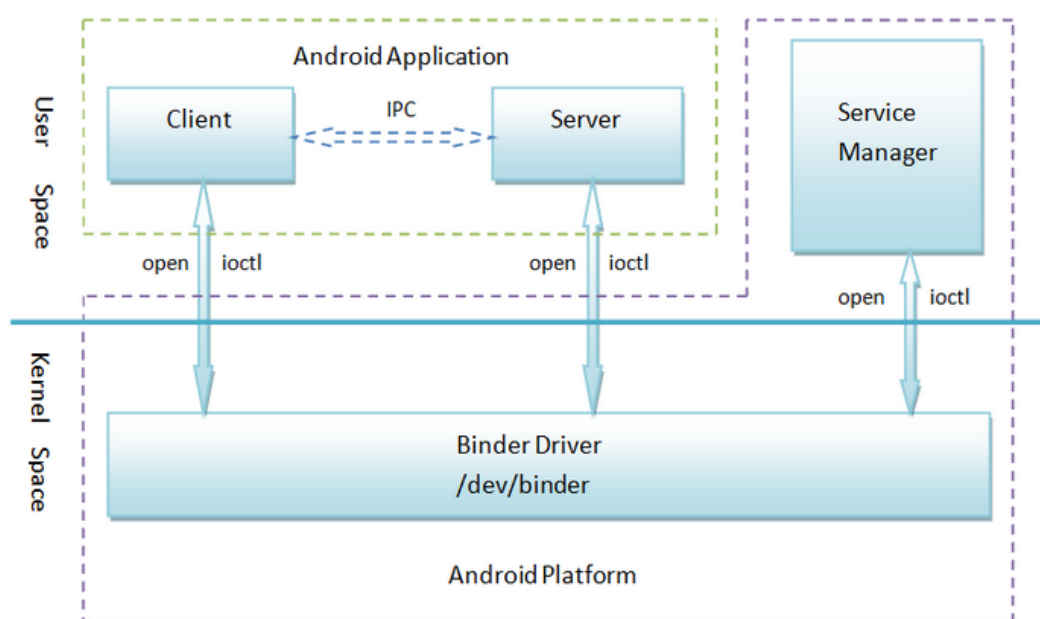 Android Application
Client
IPC
Server
Service
Manager
User Space
open ioctl
open ioctl
open ioctl
Kernel Space
Binder Driver
/dev/binder
Android Platform